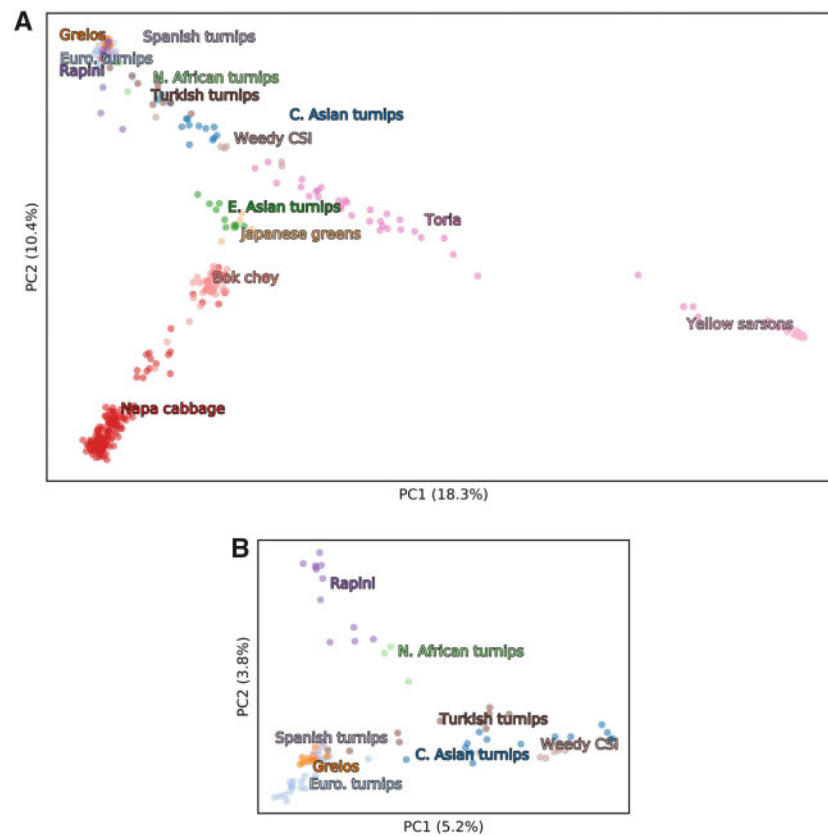 A
Grelos
Spanish turnips
Euro. turnips
Rapini
N. African turnips
Turkish turnips
C. Asian turnips
Weedy CSI
E. Asian turnips
Japanese greens
Toria
Bok choy
Yellow sarsons
Napa cabbage
PC2 (10.4%)
PC1 (18.3%)
B
Rapini
N. African turnips
Turkish turnips
Spanish turnips
Weedy CSI
C. Asian turnips
Grelos
Euro. turnips
PC2 (3.8%)
PC1 (5.2%)